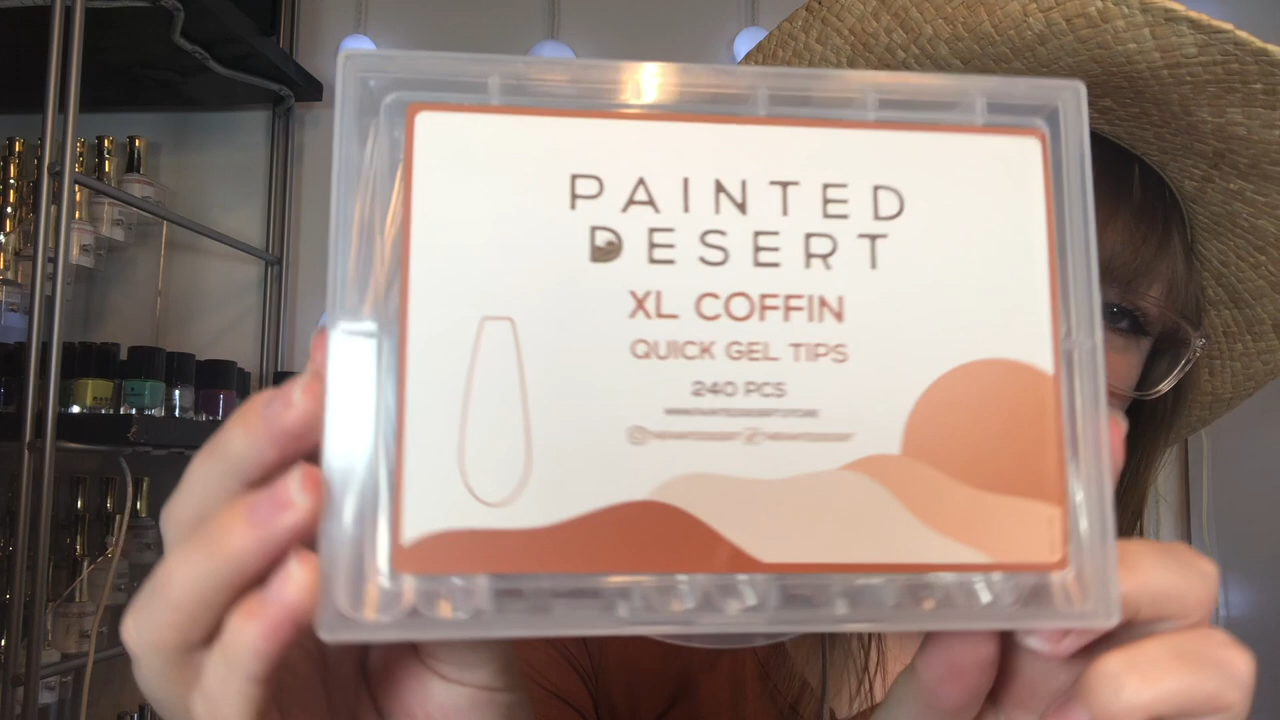 PAINTED
DESERT
XL COFFIN
QUICK GEL TIPS
240 PCS